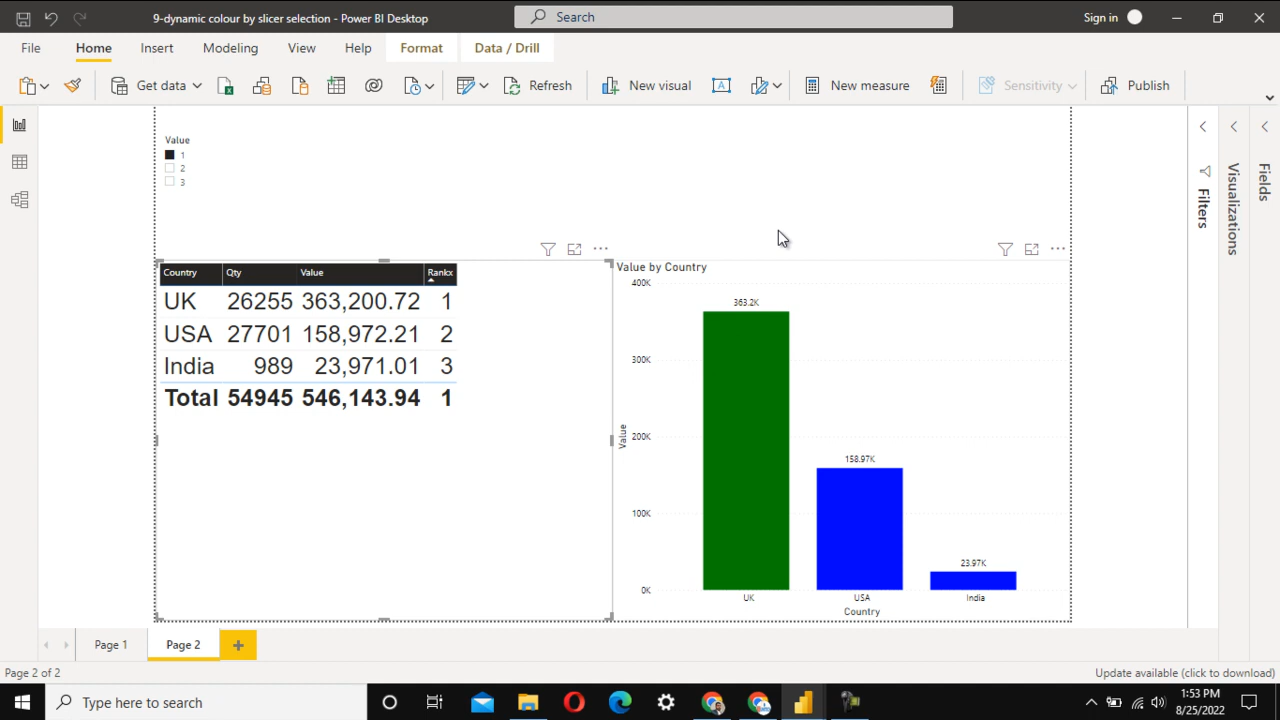 9-dynamic colour by slicer selection - Power BI Desktop
Search
Sign in
File Home Insert Modeling View Help Format Data / Drill
Get data Refresh New visual New measure Sensitivity Publish
Value
1
2
3
Country Qty Value Rankx
UK 26255 363,200.72 1
USA 27701 158,972.21 2
India 989 23,971.01 3
Total 54945 546,143.94 1
Value by Country
400K
300K
200K
100K
0K
Value
363.2K
158.97K
23.97K
UK USA India
Country
Filters
Visualizations
Fields
Page 1 Page 2
Page 2 of 2
Update available (click to download)
Type here to search
1:53 PM
8/25/2022